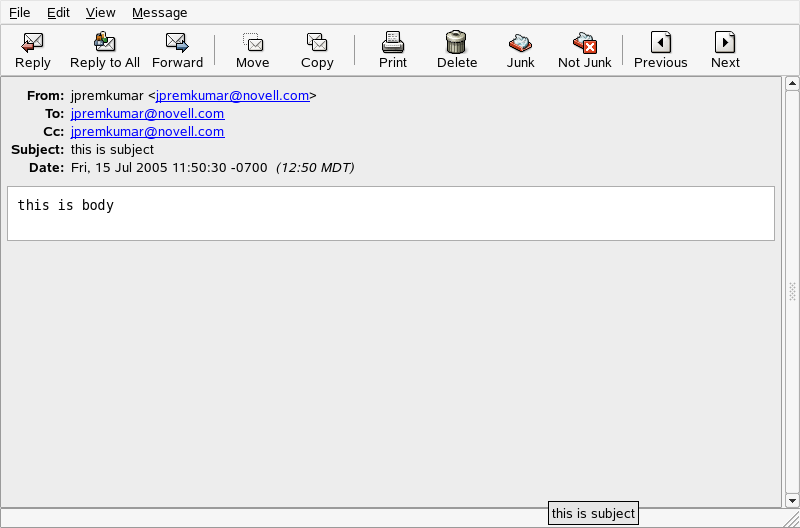 File Edit View Message
Reply Reply to All Forward Move Copy Print Delete Junk Not Junk Previous Next
From: jpremkumar <jpremkumar@novell.com>
To: jpremkumar@novell.com
Cc: jpremkumar@novell.com
Subject: this is subject
Date: Fri, 15 Jul 2005 11:50:30 -0700 (12:50 MDT)
this is body
this is subject